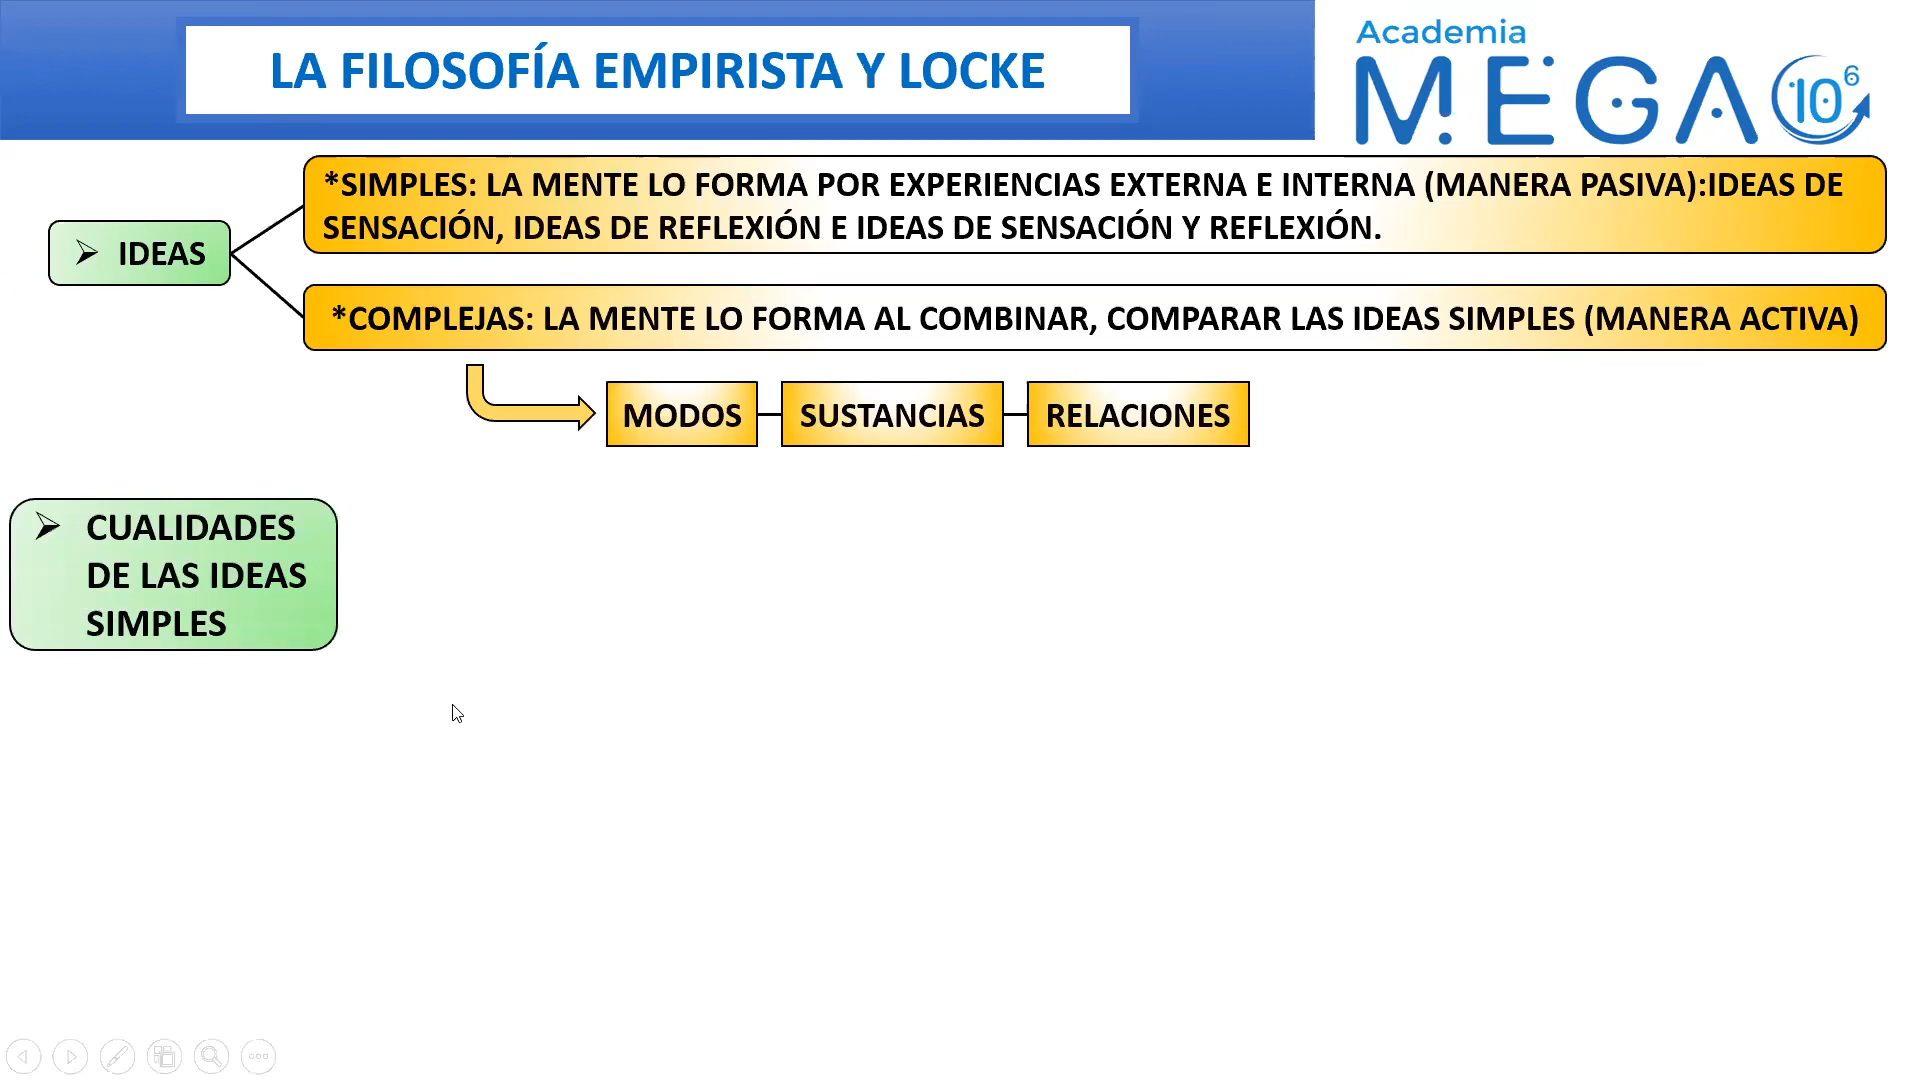 LA FILOSOFÍA EMPIRISTA Y LOCKE
Academia
MEGA 10⁶
*SIMPLES: LA MENTE LO FORMA POR EXPERIENCIAS EXTERNA E INTERNA (MANERA PASIVA):IDEAS DE
SENSACIÓN, IDEAS DE REFLEXIÓN E IDEAS DE SENSACIÓN Y REFLEXIÓN.
➢ IDEAS
*COMPLEJAS: LA MENTE LO FORMA AL COMBINAR, COMPARAR LAS IDEAS SIMPLES (MANERA ACTIVA)
MODOS
SUSTANCIAS
RELACIONES
➢ CUALIDADES
DE LAS IDEAS
SIMPLES